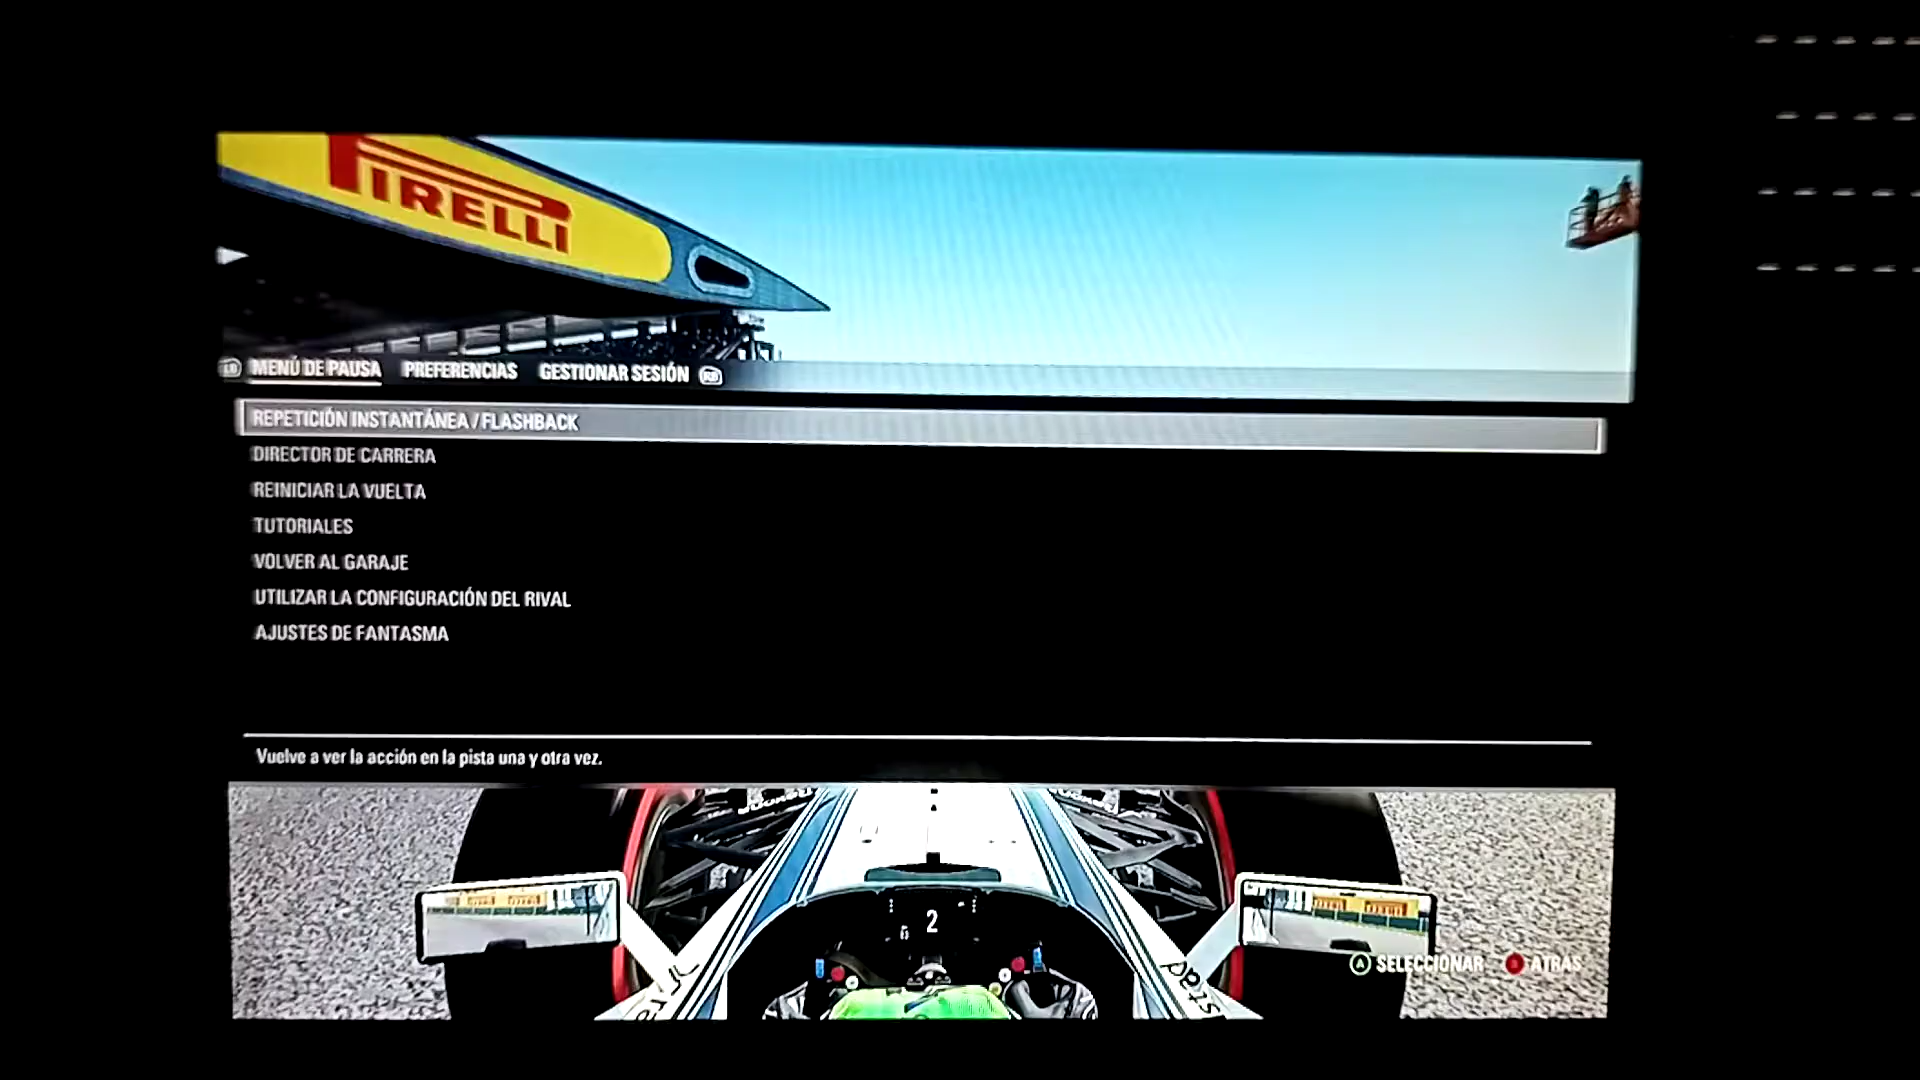 PIRELLI
LB MENÚ DE PAUSA PREFERENCIAS GESTIONAR SESIÓN RB
REPETICIÓN INSTANTÁNEA / FLASHBACK
DIRECTOR DE CARRERA
REINICIAR LA VUELTA
TUTORIALES
VOLVER AL GARAJE
UTILIZAR LA CONFIGURACIÓN DEL RIVAL
AJUSTES DE FANTASMA
Vuelve a ver la acción en la pista una y otra vez.
2
A SELECCIONAR B ATRÁS